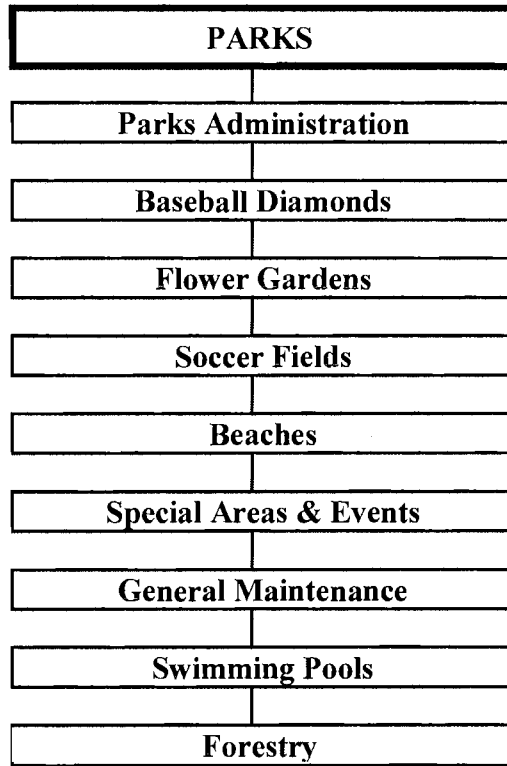 PARKS
Parks Administration
Baseball Diamonds
Flower Gardens
Soccer Fields
Beaches
Special Areas & Events
General Maintenance
Swimming Pools
Forestry